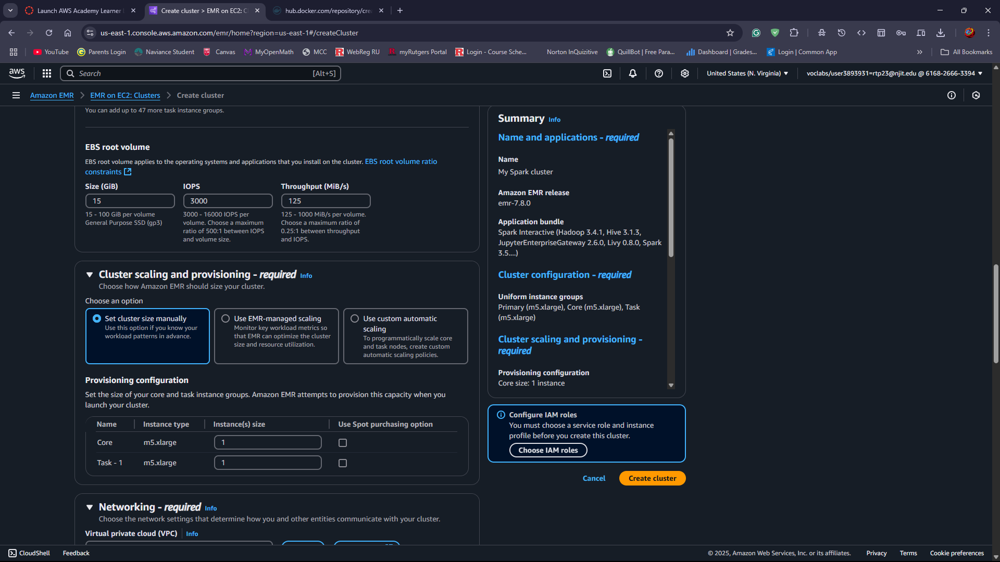 Launch AWS Academy Learner
Create cluster > EMR on EC2: C
hub.docker.com/repository/crea
us-east-1.console.aws.amazon.com/emr/home?region=us-east-1#/createCluster
YouTube
Parents Login
Naviance Student
Canvas
MyOpenMath
MCC
WebReg RU
myRutgers Portal
Login - Course Sche...
Norton InQuizitive
QuillBot | Free Para...
Dashboard | Grades...
Login | Common App
All Bookmarks
aws
Search
[Alt+S]
United States (N. Virginia)
voclabs/user3893931=rtp23@njit.edu @ 6168-2666-3394
Amazon EMR
EMR on EC2: Clusters
Create cluster
You can add up to 47 more task instance groups.
EBS root volume
EBS root volume applies to the operating systems and applications that you install on the cluster. EBS root volume ratio
constraints
Size (GiB)
15
15 - 100 GiB per volume
General Purpose SSD (gp3)
IOPS
3000
3000 - 16000 IOPS per
volume. Choose a maximum
ratio of 500:1 between IOPS
and volume size.
Throughput (MiB/s)
125
125 - 1000 MiB/s per volume.
Choose a maximum ratio of
0.25:1 between throughput
and IOPS.
Cluster scaling and provisioning - required Info
Choose how Amazon EMR should size your cluster.
Choose an option
Set cluster size manually
Use this option if you know your
workload patterns in advance.
Use EMR-managed scaling
Monitor key workload metrics so
that EMR can optimize the cluster
size and resource utilization.
Use custom automatic
scaling
To programmatically scale core
and task nodes, create custom
automatic scaling policies.
Provisioning configuration
Set the size of your core and task instance groups. Amazon EMR attempts to provision this capacity when you
launch your cluster.
Name Instance type Instance(s) size Use Spot purchasing option
Core m5.xlarge 1
Task - 1 m5.xlarge 1
Networking - required Info
Choose the network settings that determine how you and other entities communicate with your cluster.
Virtual private cloud (VPC) Info
Summary Info
Name and applications - required
Name
My Spark cluster
Amazon EMR release
emr-7.8.0
Application bundle
Spark Interactive (Hadoop 3.4.1, Hive 3.1.3,
JupyterEnterpriseGateway 2.6.0, Livy 0.8.0, Spark
3.5....)
Cluster configuration - required
Uniform instance groups
Primary (m5.xlarge), Core (m5.xlarge), Task
(m5.xlarge)
Cluster scaling and provisioning -
required
Provisioning configuration
Core size: 1 instance
Configure IAM roles
You must choose a service role and instance
profile before you create this cluster.
Choose IAM roles
Cancel
Create cluster
CloudShell
Feedback
© 2025, Amazon Web Services, Inc. or its affiliates.
Privacy
Terms
Cookie preferences